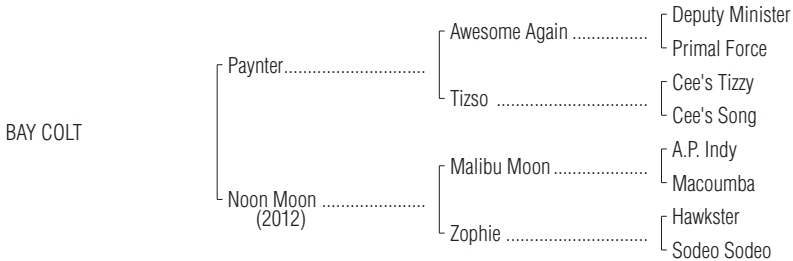 Deputy Minister
Awesome Again ..................
Primal Force
Paynter..............................
Cee's Tizzy
Tizso ....................................
Cee's Song
BAY COLT
A.P. Indy
Malibu Moon ......................
Macoumba
Noon Moon ......................
(2012)
Hawkster
Zophie .................................
Sodeo Sodeo